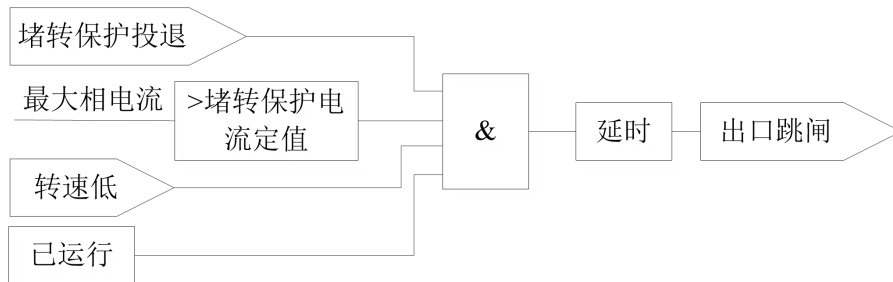 堵转保护投退
最大相电流
>堵转保护电
流定值
转速低
已运行
&
延时
出口跳闸